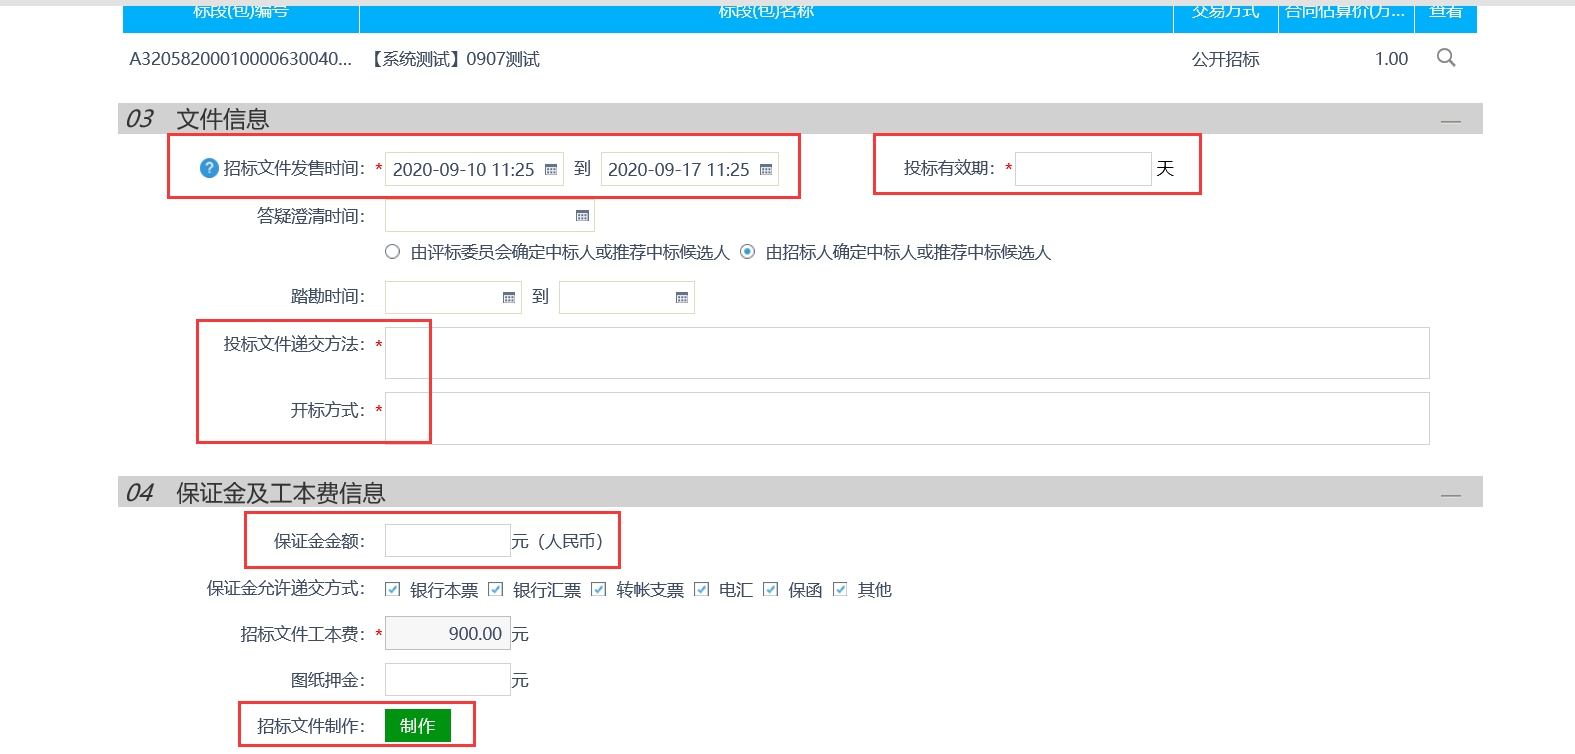 标段(包)编号 标段(包)名称 交易方式 合同估算价(万... 查看
A32058200010000630040... 【系统测试】0907测试 公开招标 1.00
03 文件信息
? 招标文件发售时间：* 2020-09-10 11:25 到 2020-09-17 11:25 投标有效期：* 天
答疑澄清时间：
由评标委员会确定中标人或推荐中标候选人 由招标人确定中标人或推荐中标候选人
踏勘时间： 到
投标文件递交方法：*
开标方式：*
04 保证金及工本费信息
保证金金额： 元（人民币）
保证金允许递交方式： 银行本票 银行汇票 转帐支票 电汇 保函 其他
招标文件工本费：* 900.00 元
图纸押金： 元
招标文件制作： 制作